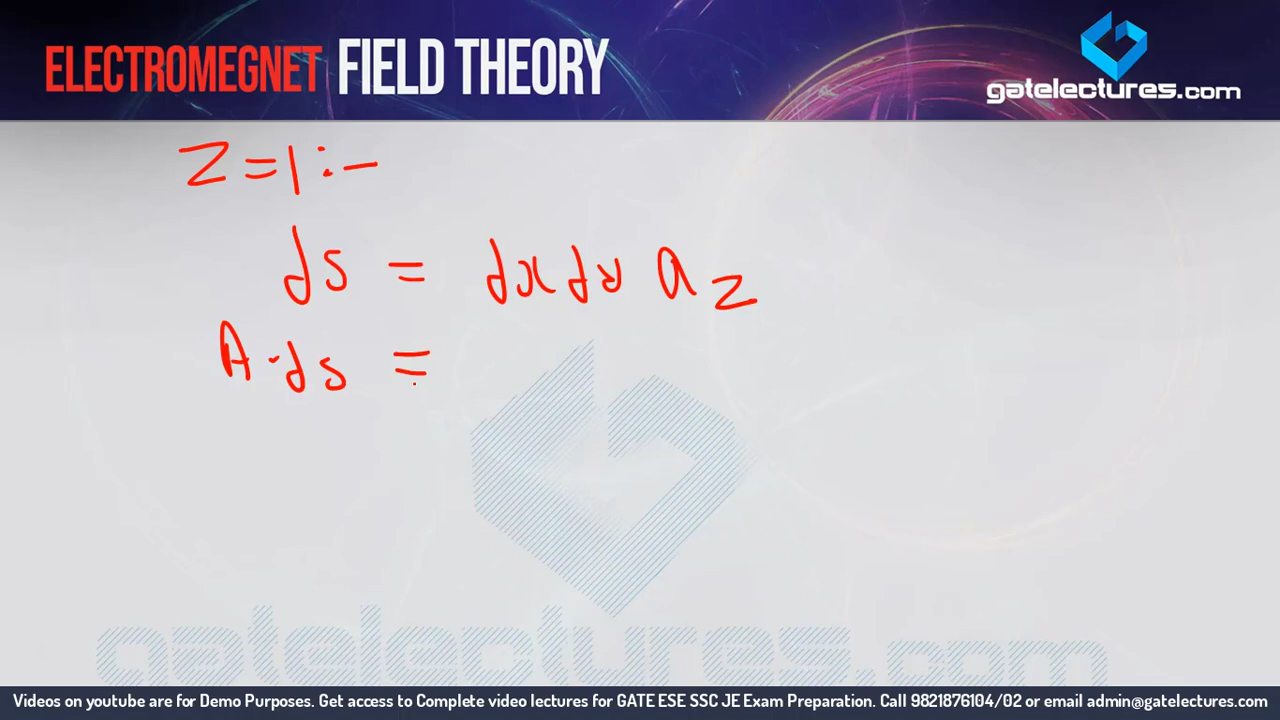 ELECTROMEGNET FIELD THEORY
gatelectures.com
Z = 1 :-
ds = dx dy a z
A . ds =
gatelectures.com
Videos on youtube are for Demo Purposes. Get access to Complete video lectures for GATE ESE SSC JE Exam Preparation. Call 9821876104/02 or email admin@gatelectures.com